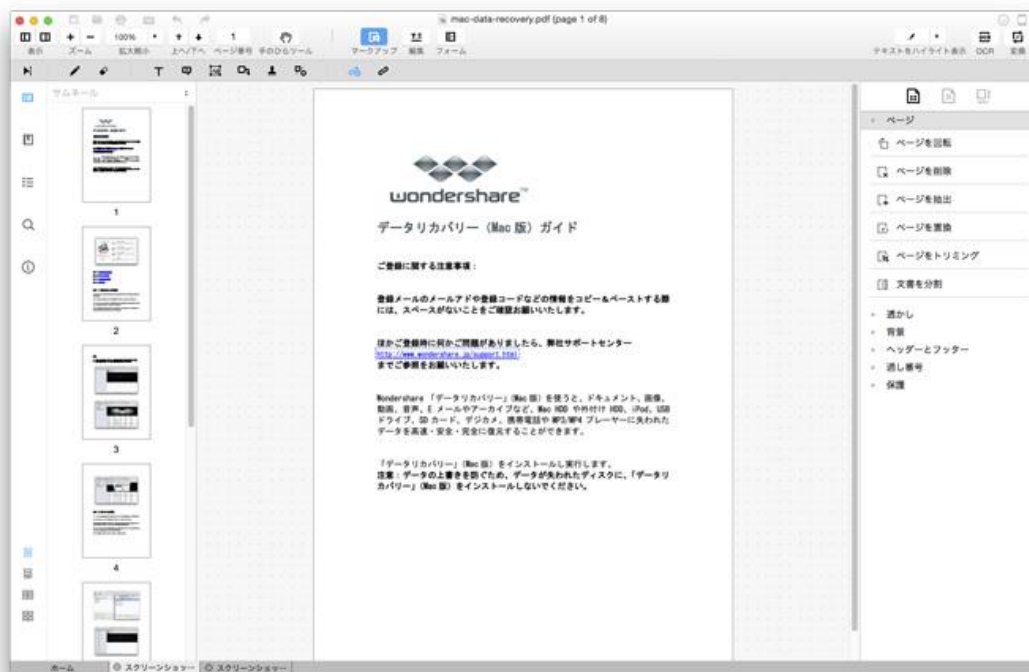 mac-data-recovery.pdf (page 1 of 8)
100%
1
表示
ズーム
拡大縮小
上へ/下へ
ページ番号
手のひらツール
マークアップ
編集
フォーム
テキストをハイライト表示
OCR
変換
サムネール
1
2
3
4
wondershare™
データリカバリー（Mac 版）ガイド
ご登録に関する注意事項：
登録メールのメールアドや登録コードなどの情報をコピー&ペーストする際
には、スペースがないことをご確認お願いいたします。
ほかご登録時に何かご問題がありましたら、弊社サポートセンター
http://www.wondershare.jp/support.html
までご参照をお願いいたします。
Wondershare 「データリカバリー」（Mac 版）を使うと、ドキュメント、画像、
動画、音声、E メールやアーカイブなど、Mac HDD や外付け HDD、iPod、USB
ドライブ、SD カード、デジカメ、携帯電話や MP3/MP4 プレーヤーに失われた
データを高速・安全・完全に復元することができます。
「データリカバリー」（Mac 版）をインストールし実行します。
注意：データの上書きを防ぐため、データが失われたディスクに、「データリ
カバリー」（Mac 版）をインストールしないでください。
ページ
ページを回転
ページを削除
ページを抽出
ページを置換
ページをトリミング
文書を分割
透かし
背景
ヘッダーとフッター
通し番号
保護
ホーム
スクリーンショッ…
スクリーンショッ…